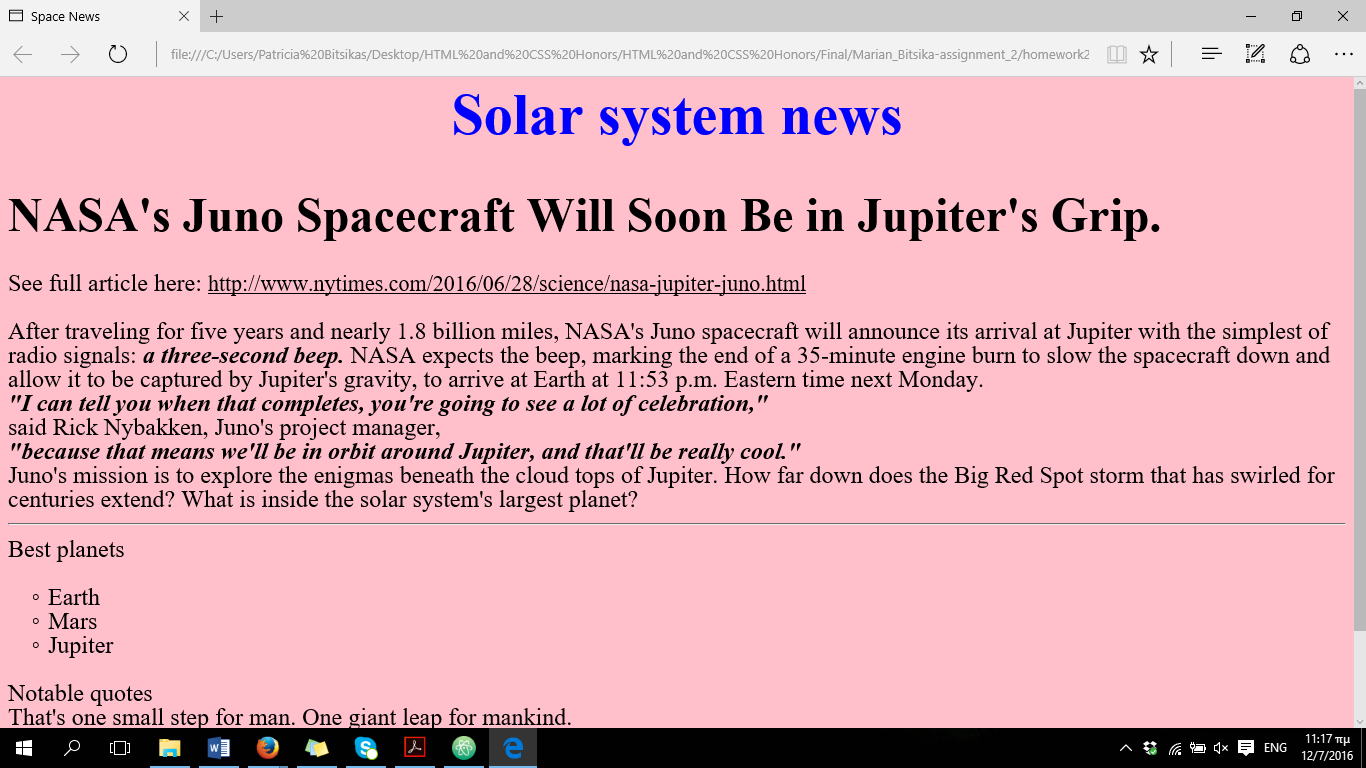 Space News
file:///C:/Users/Patricia%20Bitsikas/Desktop/HTML%20and%20CSS%20Honors/HTML%20and%20CSS%20Honors/Final/Marian_Bitsika-assignment_2/homework2
Solar system news
NASA's Juno Spacecraft Will Soon Be in Jupiter's Grip.
See full article here: http://www.nytimes.com/2016/06/28/science/nasa-jupiter-juno.html
After traveling for five years and nearly 1.8 billion miles, NASA's Juno spacecraft will announce its arrival at Jupiter with the simplest of
radio signals: a three-second beep. NASA expects the beep, marking the end of a 35-minute engine burn to slow the spacecraft down and
allow it to be captured by Jupiter's gravity, to arrive at Earth at 11:53 p.m. Eastern time next Monday.
"I can tell you when that completes, you're going to see a lot of celebration,"
said Rick Nybakken, Juno's project manager,
"because that means we'll be in orbit around Jupiter, and that'll be really cool."
Juno's mission is to explore the enigmas beneath the cloud tops of Jupiter. How far down does the Big Red Spot storm that has swirled for
centuries extend? What is inside the solar system's largest planet?
Best planets
Earth
Mars
Jupiter
Notable quotes
That's one small step for man. One giant leap for mankind.
ENG
11:17 πμ
12/7/2016